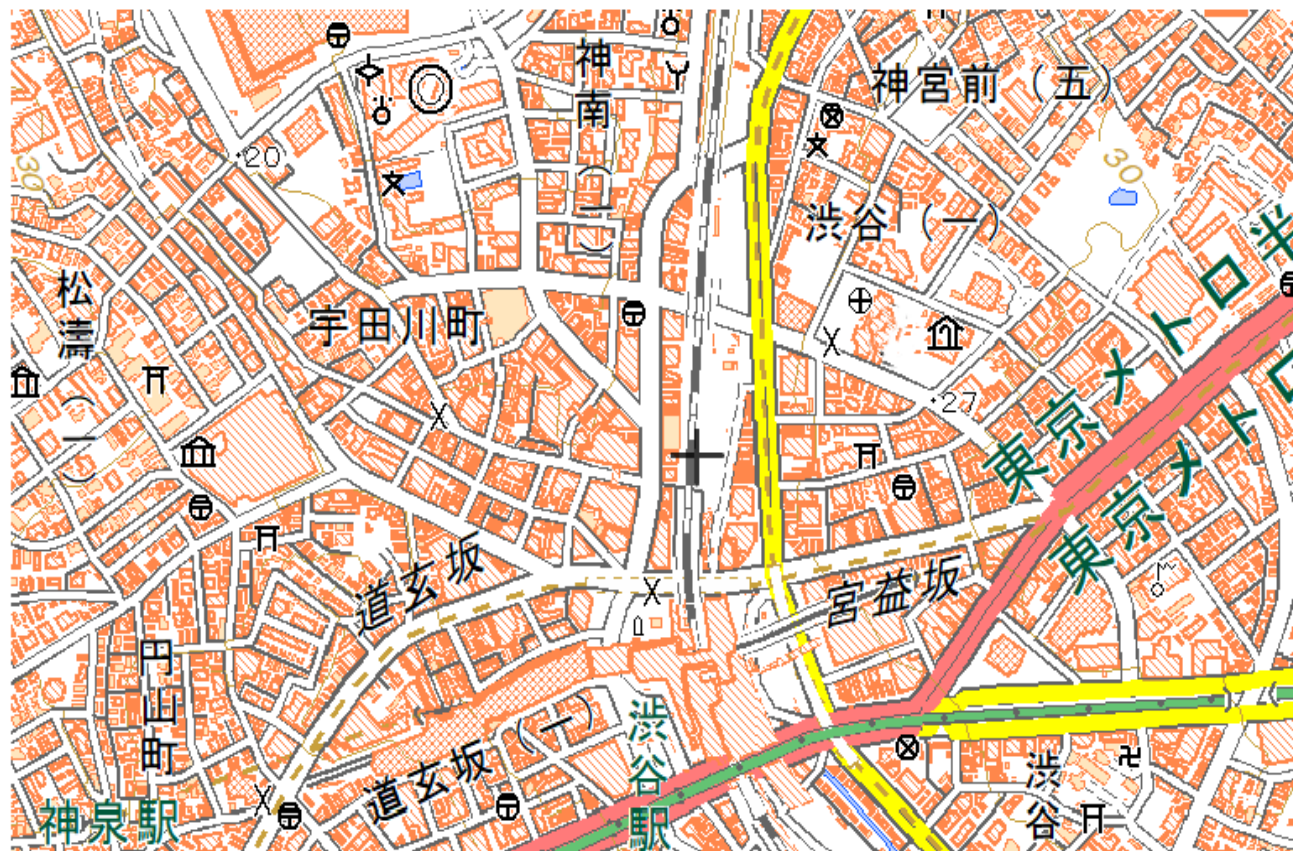 神南（一）
神宮前（五）
20
30
30
渋谷（一）
松濤（一）
宇田川町
27
東京メトロ半
東京メトロ
道玄坂
宮益坂
円山町
道玄坂（一）
渋谷駅
渋谷
神泉駅